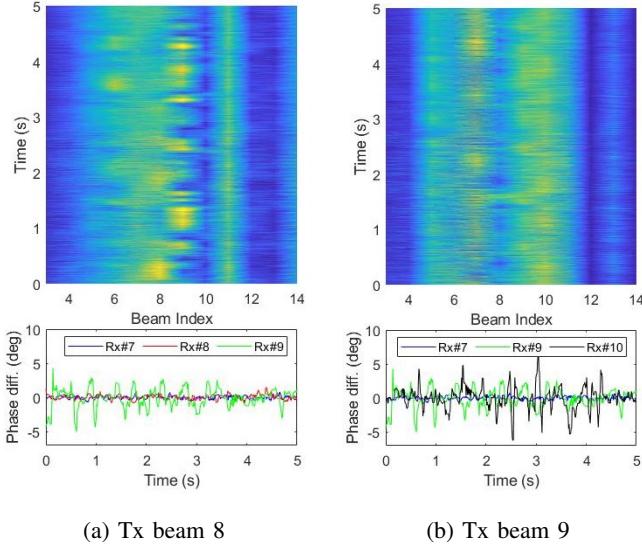 5
4
3
2
1
0
Time (s)
4 6 8 10 12 14
Beam Index
10
5
0
-5
Phase diff. (deg)
Rx#7 Rx#8 Rx#9
0 1 2 3 4 5
Time (s)
(a) Tx beam 8
5
4
3
2
1
0
Time (s)
4 6 8 10 12 14
Beam Index
10
5
0
-5
Phase diff. (deg)
Rx#7 Rx#9 Rx#10
0 1 2 3 4 5
Time (s)
(b) Tx beam 9